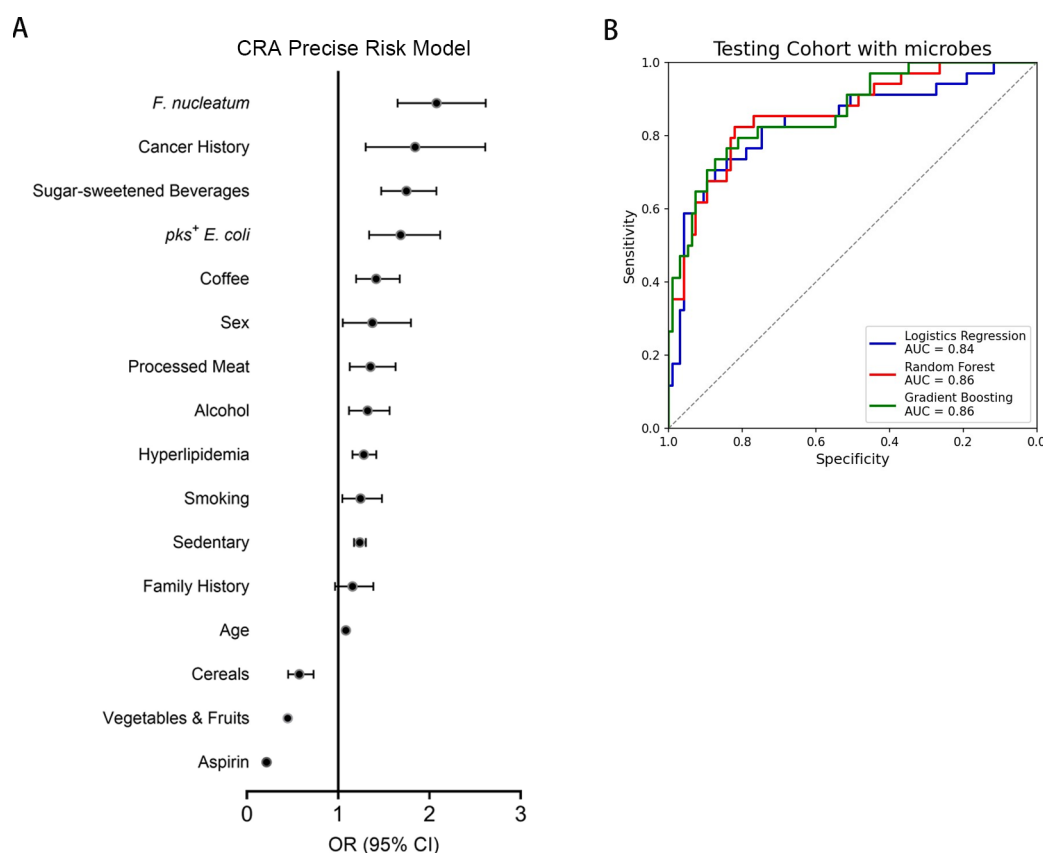 A
CRA Precise Risk Model
F. nucleatum
Cancer History
Sugar-sweetened Beverages
pks+ E. coli
Coffee
Sex
Processed Meat
Alcohol
Hyperlipidemia
Smoking
Sedentary
Family History
Age
Cereals
Vegetables & Fruits
Aspirin
0 1 2 3
OR (95% CI)
B
Testing Cohort with microbes
1.0
0.8
0.6
0.4
0.2
0.0
Sensitivity
Logistics Regression
AUC = 0.84
Random Forest
AUC = 0.86
Gradient Boosting
AUC = 0.86
1.0 0.8 0.6 0.4 0.2 0.0
Specificity